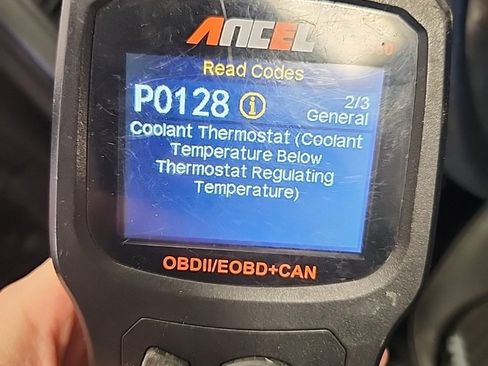 ANCEL
Read Codes
P0128 i 2/3
General
Coolant Thermostat (Coolant
Temperature Below
Thermostat Regulating
Temperature)
OBDII/EOBD+CAN